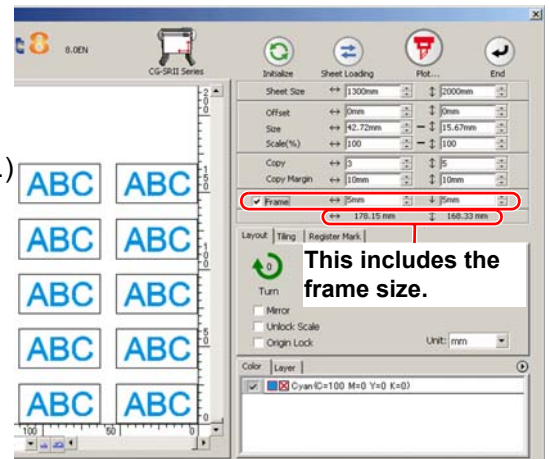 8 8.0EN
CG-SRII Series
Initialize Sheet Loading Plot... End
Sheet Size ↔ 1300mm ↕ 2000mm
Offset ↔ 0mm ↕ 0mm
Size ↔ 42.72mm – ↕ 15.67mm
Scale(%) ↔ 100 – ↕ 100
Copy ↔ 3 ↕ 5
Copy Margin ↔ 10mm ↕ 10mm
Frame ↔ 5mm ↓ 5mm
↔ 178.15 mm ↕ 168.33 mm
.)
ABC ABC
ABC ABC
ABC ABC
ABC ABC
ABC ABC
Layout Tiling Register Mark
This includes the
frame size.
0
Turn
Mirror
Unlock Scale
Origin Lock
Unit: mm
Color Layer
Cyan(C=100 M=0 Y=0 K=0)
100 50 0